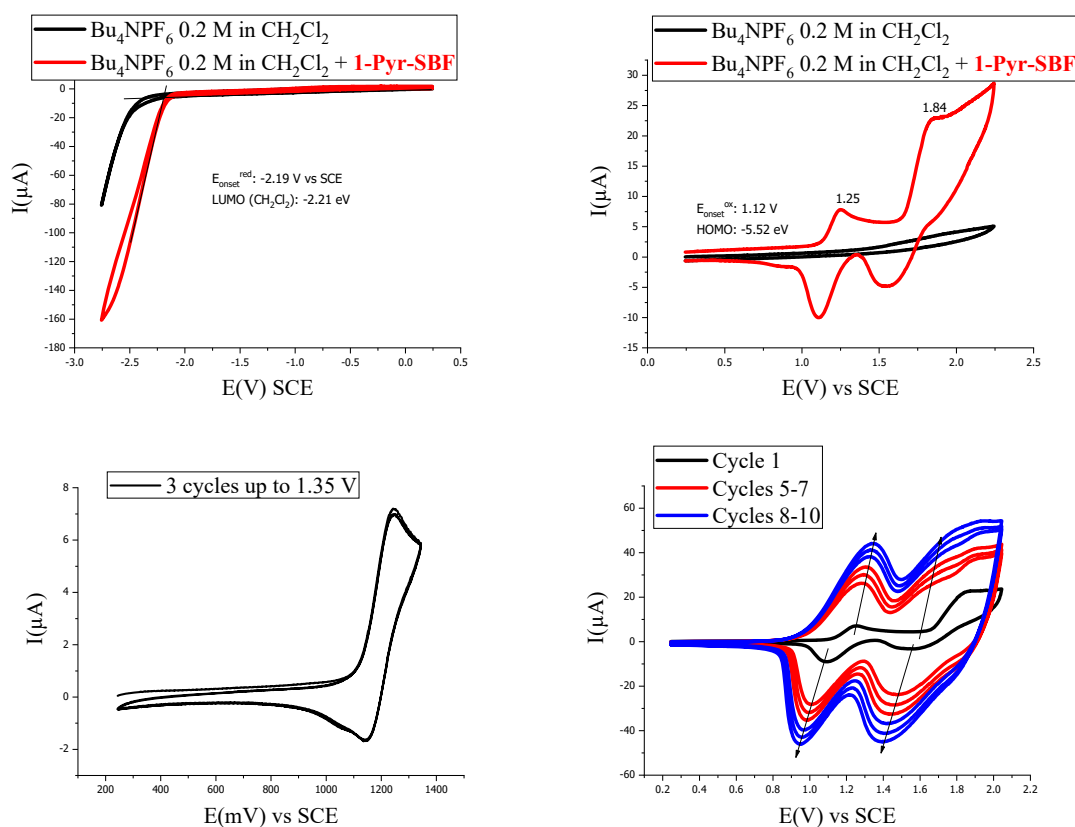 Bu₄NPF₆ 0.2 M in CH₂Cl₂
Bu₄NPF₆ 0.2 M in CH₂Cl₂ + 1-Pyr-SBF
0
-20
-40
-60
-80
-100
-120
-140
-160
-180
I(µA)
E_onset^red: -2.19 V vs SCE
LUMO (CH₂Cl₂): -2.21 eV
-3.0 -2.5 -2.0 -1.5 -1.0 -0.5 0.0 0.5
E(V) SCE
Bu₄NPF₆ 0.2 M in CH₂Cl₂
Bu₄NPF₆ 0.2 M in CH₂Cl₂ + 1-Pyr-SBF
30
25
20
15
10
5
0
-5
-10
-15
I(µA)
1.84
1.25
E_onset^ox: 1.12 V
HOMO: -5.52 eV
0.0 0.5 1.0 1.5 2.0 2.5
E(V) vs SCE
3 cycles up to 1.35 V
8
6
4
2
0
-2
I(µA)
200 400 600 800 1000 1200 1400
E(mV) vs SCE
Cycle 1
Cycles 5-7
Cycles 8-10
60
40
20
0
-20
-40
-60
I(µA)
0.2 0.4 0.6 0.8 1.0 1.2 1.4 1.6 1.8 2.0 2.2
E(V) vs SCE